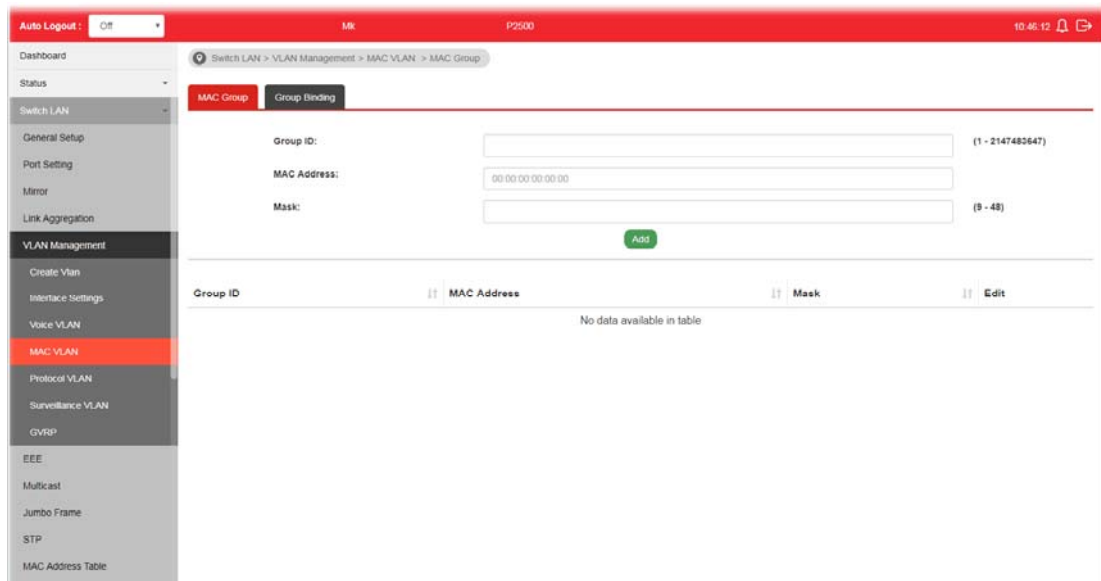 Auto Logout : Off Mk P2500 10:46:12
Dashboard
Status
Switch LAN
General Setup
Port Setting
Mirror
Link Aggregation
VLAN Management
Create Vlan
Interface Settings
Voice VLAN
MAC VLAN
Protocol VLAN
Surveillance VLAN
GVRP
EEE
Multicast
Jumbo Frame
STP
MAC Address Table
Switch LAN > VLAN Management > MAC VLAN > MAC Group
MAC Group Group Binding
Group ID: (1 - 2147483647)
MAC Address: 00:00:00:00:00:00
Mask: (9 - 48)
Add
Group ID MAC Address Mask Edit
No data available in table